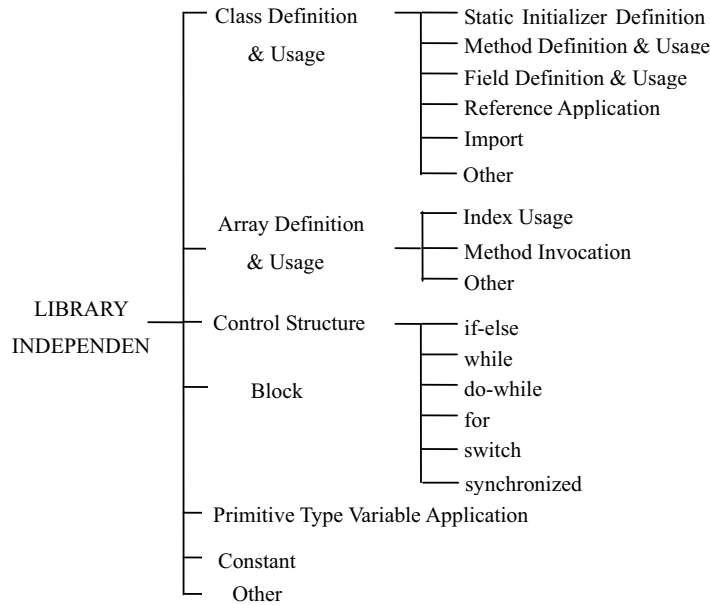 LIBRARY
INDEPENDEN
Class Definition
& Usage
Static Initializer Definition
Method Definition & Usage
Field Definition & Usage
Reference Application
Import
Other
Array Definition
& Usage
Index Usage
Method Invocation
Other
Control Structure
if-else
while
do-while
for
switch
synchronized
Block
Primitive Type Variable Application
Constant
Other